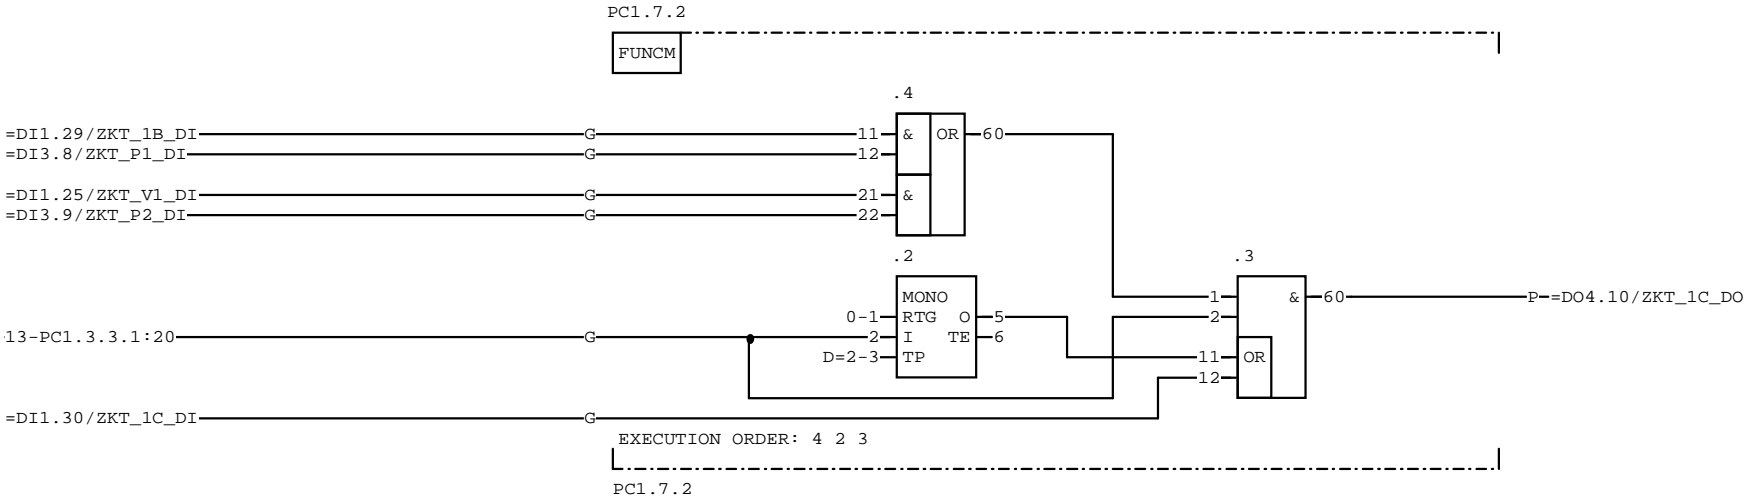 PC1.7.2
FUNCM
.4
=DI1.29/ZKT_1B_DI G 11 & OR 60
=DI3.8/ZKT_P1_DI G 12
=DI1.25/ZKT_V1_DI G 21 &
=DI3.9/ZKT_P2_DI G 22
.2 .3
MONO 1 & 60 P =DO4.10/ZKT_1C_DO
0-1 RTG O 5 2
13-PC1.3.3.1:20 G 2 I TE 6
D=2-3 TP 11 OR
12
=DI1.30/ZKT_1C_DI G
EXECUTION ORDER: 4 2 3
PC1.7.2